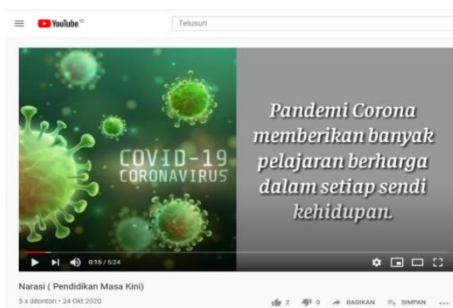 YouTube ID
Telusuri
COVID-19
CORONAVIRUS
Pandemi Corona
memberikan banyak
pelajaran berharga
dalam setiap sendi
kehidupan.
0:15 / 5:24
Narasi ( Pendidikan Masa Kini)
5 x ditonton • 24 Okt 2020
2 0 BAGIKAN SIMPAN ...